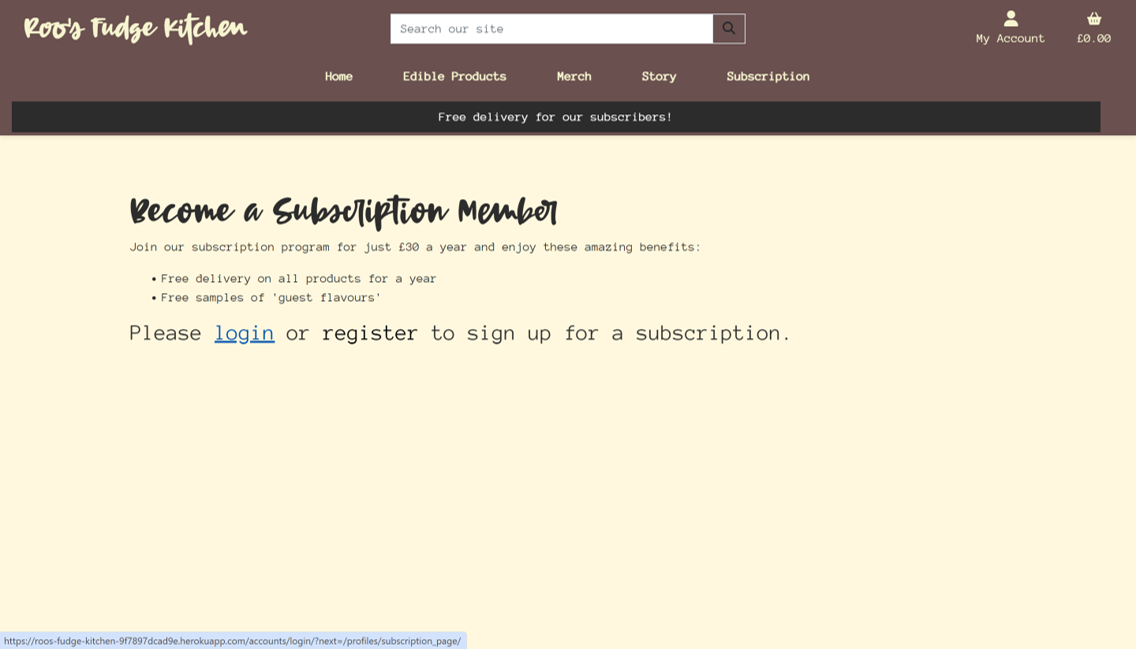 Roo's Fudge Kitchen
Search our site
My Account
£0.00
Home
Edible Products
Merch
Story
Subscription
Free delivery for our subscribers!
Become a Subscription Member
Join our subscription program for just £30 a year and enjoy these amazing benefits:
• Free delivery on all products for a year
• Free samples of 'guest flavours'
Please login or register to sign up for a subscription.
https://roos-fudge-kitchen-9f7897dcad9e.herokuapp.com/accounts/login/?next=/profiles/subscription_page/